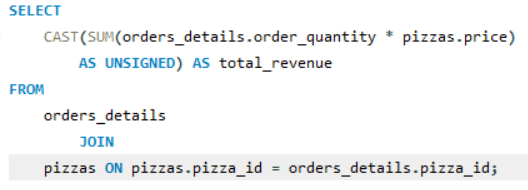 SELECT
CAST(SUM(orders_details.order_quantity * pizzas.price)
AS UNSIGNED) AS total_revenue
FROM
orders_details
JOIN
pizzas ON pizzas.pizza_id = orders_details.pizza_id;